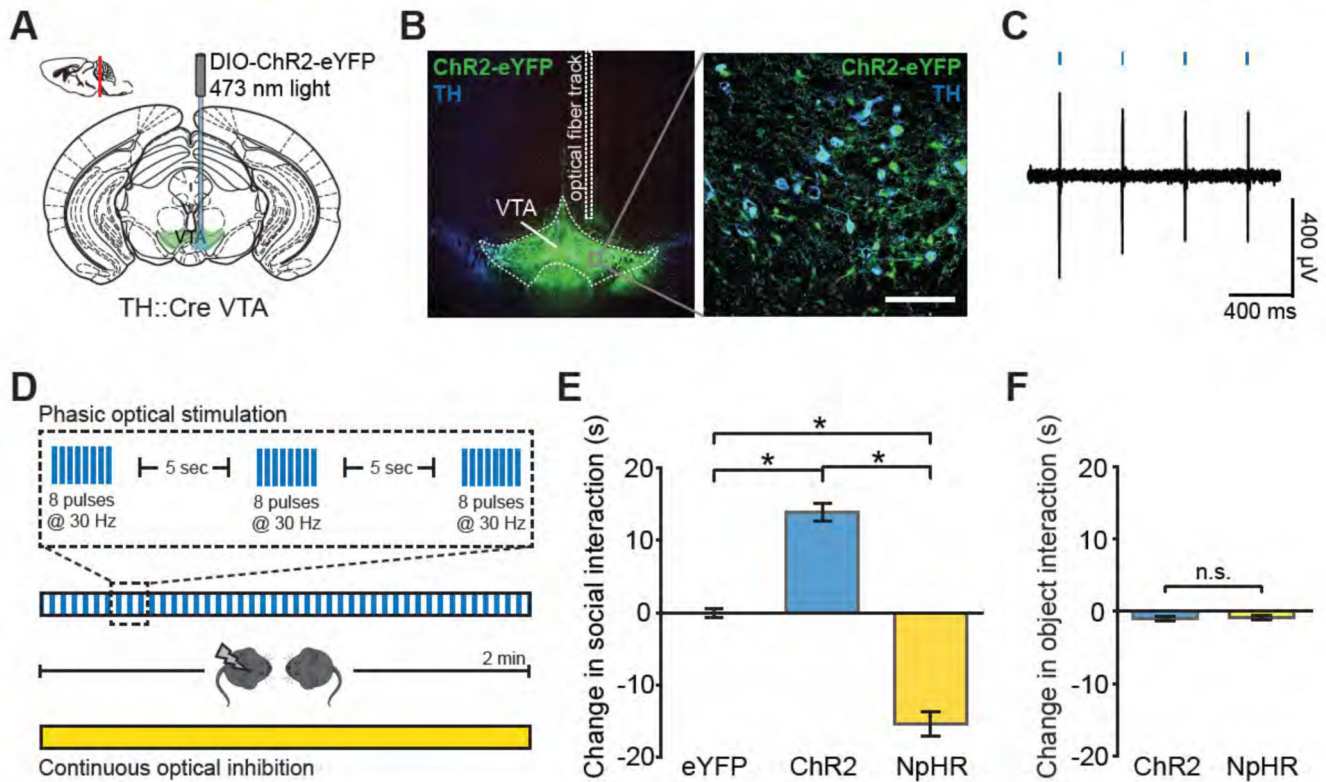 A
DIO-ChR2-eYFP
473 nm light
VTA
TH::Cre VTA
B
ChR2-eYFP
TH
optical fiber track
VTA
ChR2-eYFP
TH
C
400 µV
400 ms
D
Phasic optical stimulation
5 sec
5 sec
8 pulses
@ 30 Hz
8 pulses
@ 30 Hz
8 pulses
@ 30 Hz
2 min
Continuous optical inhibition
E
Change in social interaction (s)
20
10
0
-10
-20
*
*
*
eYFP
ChR2
NpHR
F
Change in object interaction (s)
20
10
0
-10
-20
n.s.
ChR2
NpHR